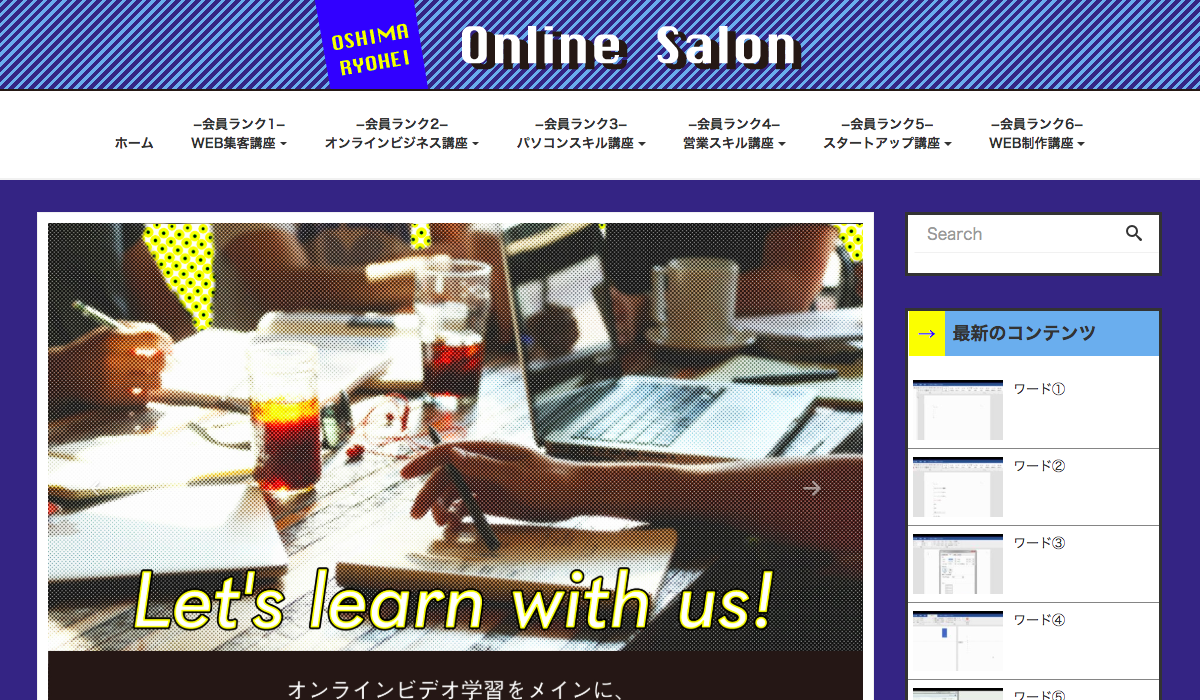 OSHIMA
RYOHEI
Online Salon
ホーム
–会員ランク1–
WEB集客講座
–会員ランク2–
オンラインビジネス講座
–会員ランク3–
パソコンスキル講座
–会員ランク4–
営業スキル講座
–会員ランク5–
スタートアップ講座
–会員ランク6–
WEB制作講座
Let's learn with us!
オンラインビデオ学習をメインに、
Search
→ 最新のコンテンツ
ワード①
ワード②
ワード③
ワード④
ワード⑤